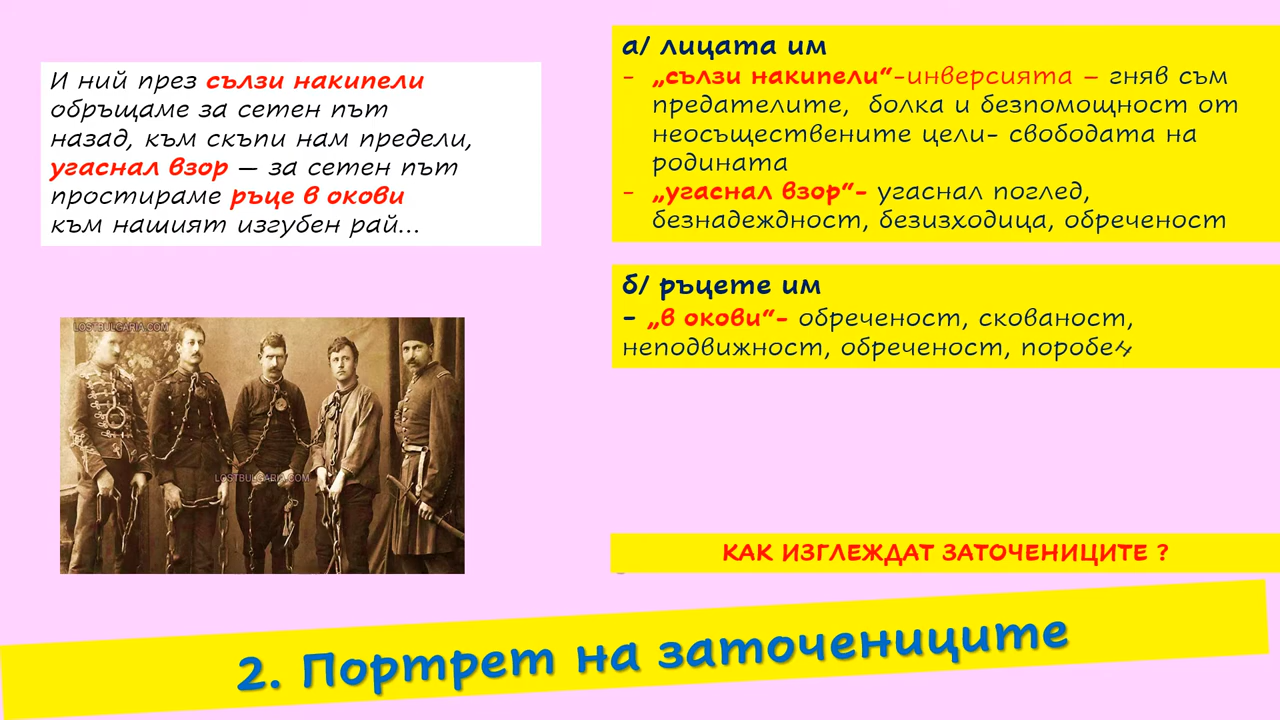 И ний през сълзи накипели
обръщаме за сетен път
назад, към скъпи нам предели,
угаснал взор — за сетен път
простираме ръце в окови
към нашият изгубен рай...
LOSTBULGARIA.COM
LOSTBULGARIA.COM
а/ лицата им
- „сълзи накипели“-инверсията – гняв съм
предателите, болка и безпомощност от
неосъществените цели- свободата на
родината
- „угаснал взор“- угаснал поглед,
безнадеждност, безизходица, обреченост
б/ ръцете им
- „в окови“- обреченост, скованост,
неподвижност, обреченост, поробен
КАК ИЗГЛЕЖДАТ ЗАТОЧЕНИЦИТЕ ?
2. Портрет на заточениците